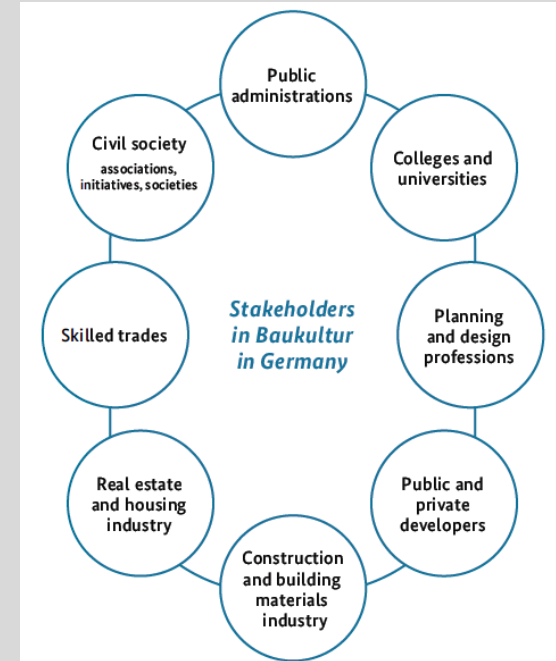 Public
administrations
Colleges and
universities
Planning
and design
professions
Public and
private
developers
Construction
and building
materials
industry
Real estate
and housing
industry
Skilled trades
Civil society
associations,
initiatives, societies
Stakeholders
in Baukultur
in Germany